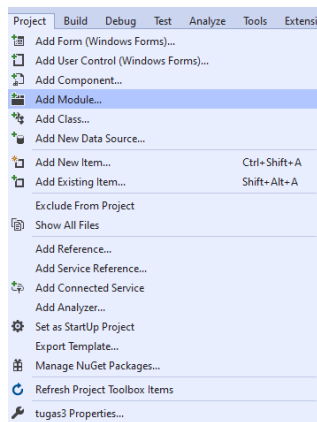 Project Build Debug Test Analyze Tools
Add Form (Windows Forms)...
Add User Control (Windows Forms)...
Add Component...
Add Module...
Add Class...
Add New Data Source...
Add New Item... Ctrl+Shift+A
Add Existing Item... Shift+Alt+A
Exclude From Project
Show All Files
Add Reference...
Add Service Reference...
Add Connected Service
Add Analyzer...
Set as StartUp Project
Export Template...
Manage NuGet Packages...
Refresh Project Toolbox Items
tugas3 Properties...